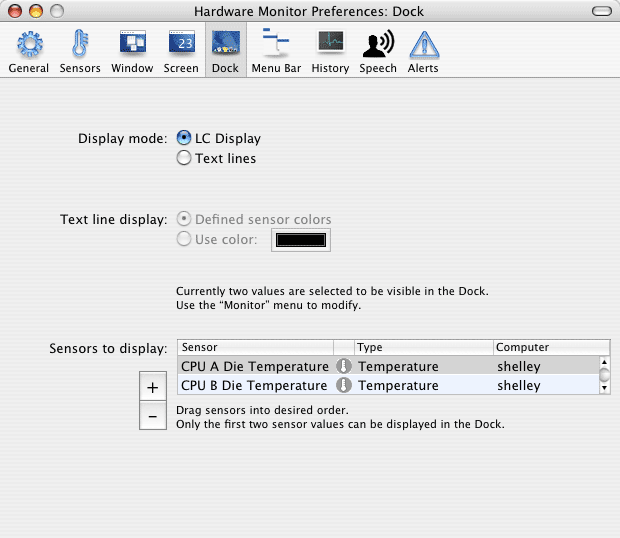 Hardware Monitor Preferences: Dock
23
General Sensors Window Screen Dock Menu Bar History Speech Alerts
Display mode: LC Display
Text lines
Text line display: Defined sensor colors
Use color:
Currently two values are selected to be visible in the Dock.
Use the “Monitor” menu to modify.
Sensors to display: Sensor Type Computer
CPU A Die Temperature Temperature shelley
CPU B Die Temperature Temperature shelley
+
−
Drag sensors into desired order.
Only the first two sensor values can be displayed in the Dock.